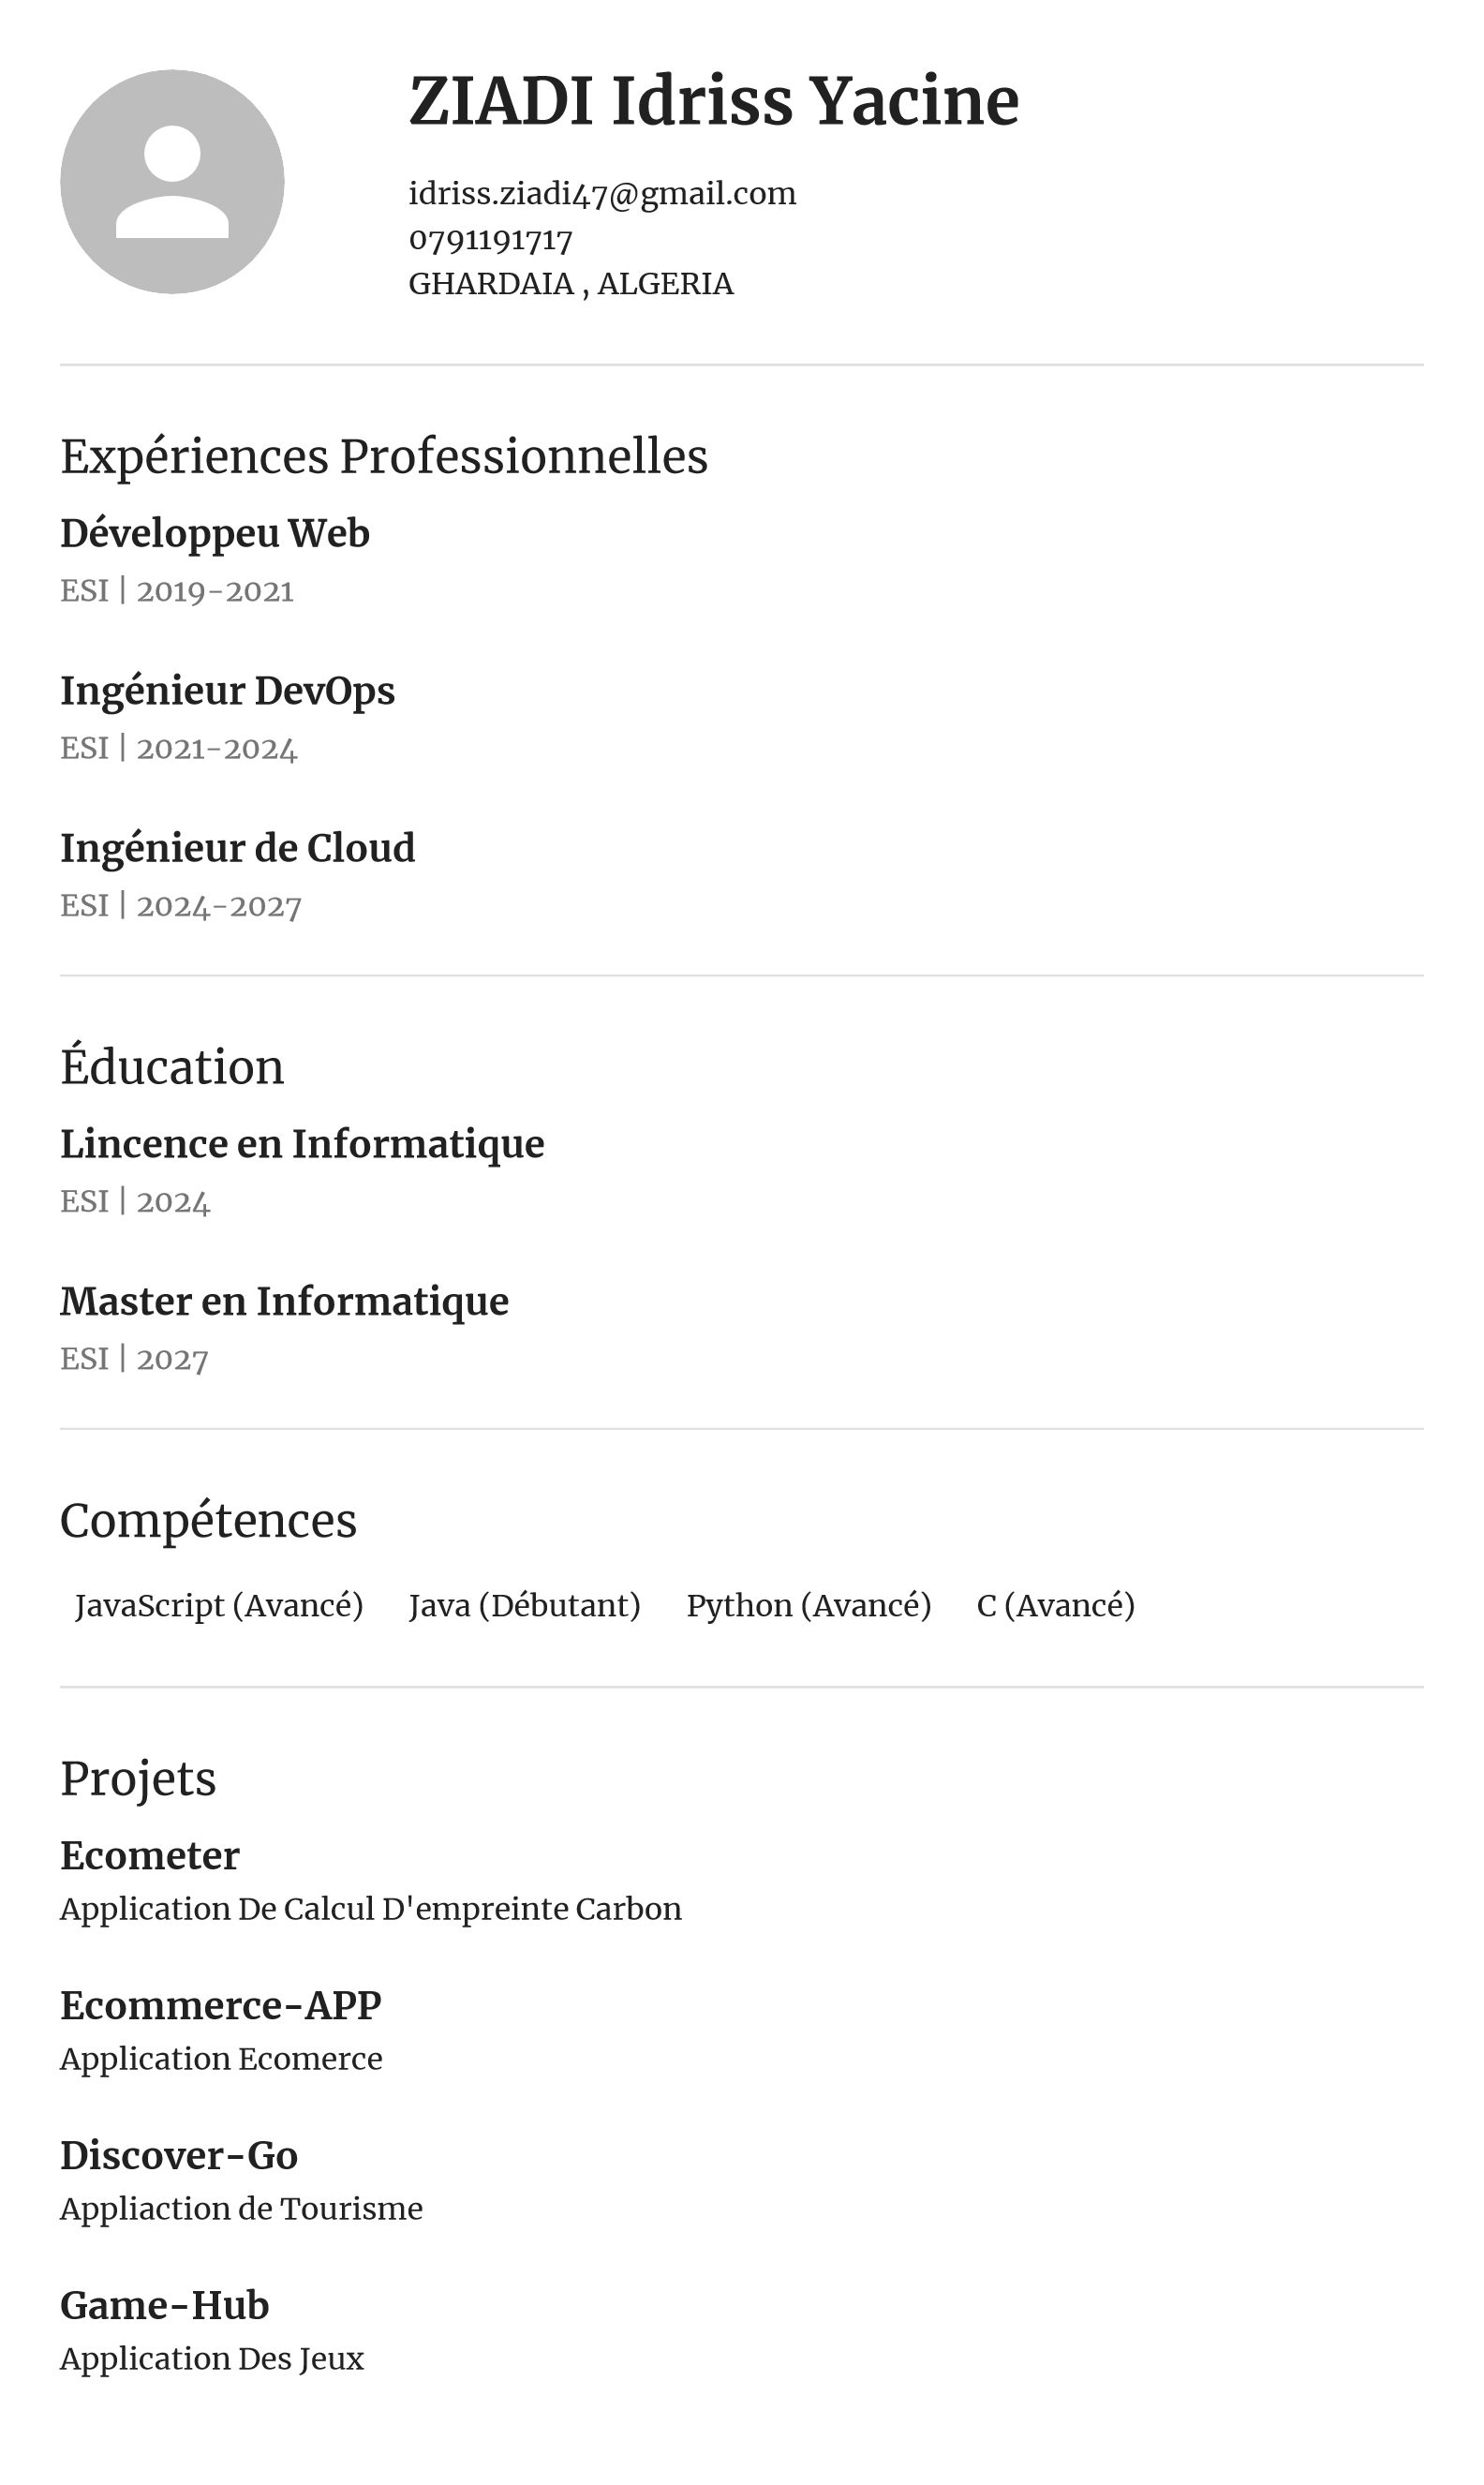 ZIADI Idriss Yacine
idriss.ziadi47@gmail.com
0791191717
GHARDAIA , ALGERIA
Expériences Professionnelles
Développeu Web
ESI | 2019-2021
Ingénieur DevOps
ESI | 2021-2024
Ingénieur de Cloud
ESI | 2024-2027
Éducation
Lincence en Informatique
ESI | 2024
Master en Informatique
ESI | 2027
Compétences
JavaScript (Avancé) Java (Débutant) Python (Avancé) C (Avancé)
Projets
Ecometer
Application De Calcul D'empreinte Carbon
Ecommerce-APP
Application Ecomerce
Discover-Go
Appliaction de Tourisme
Game-Hub
Application Des Jeux